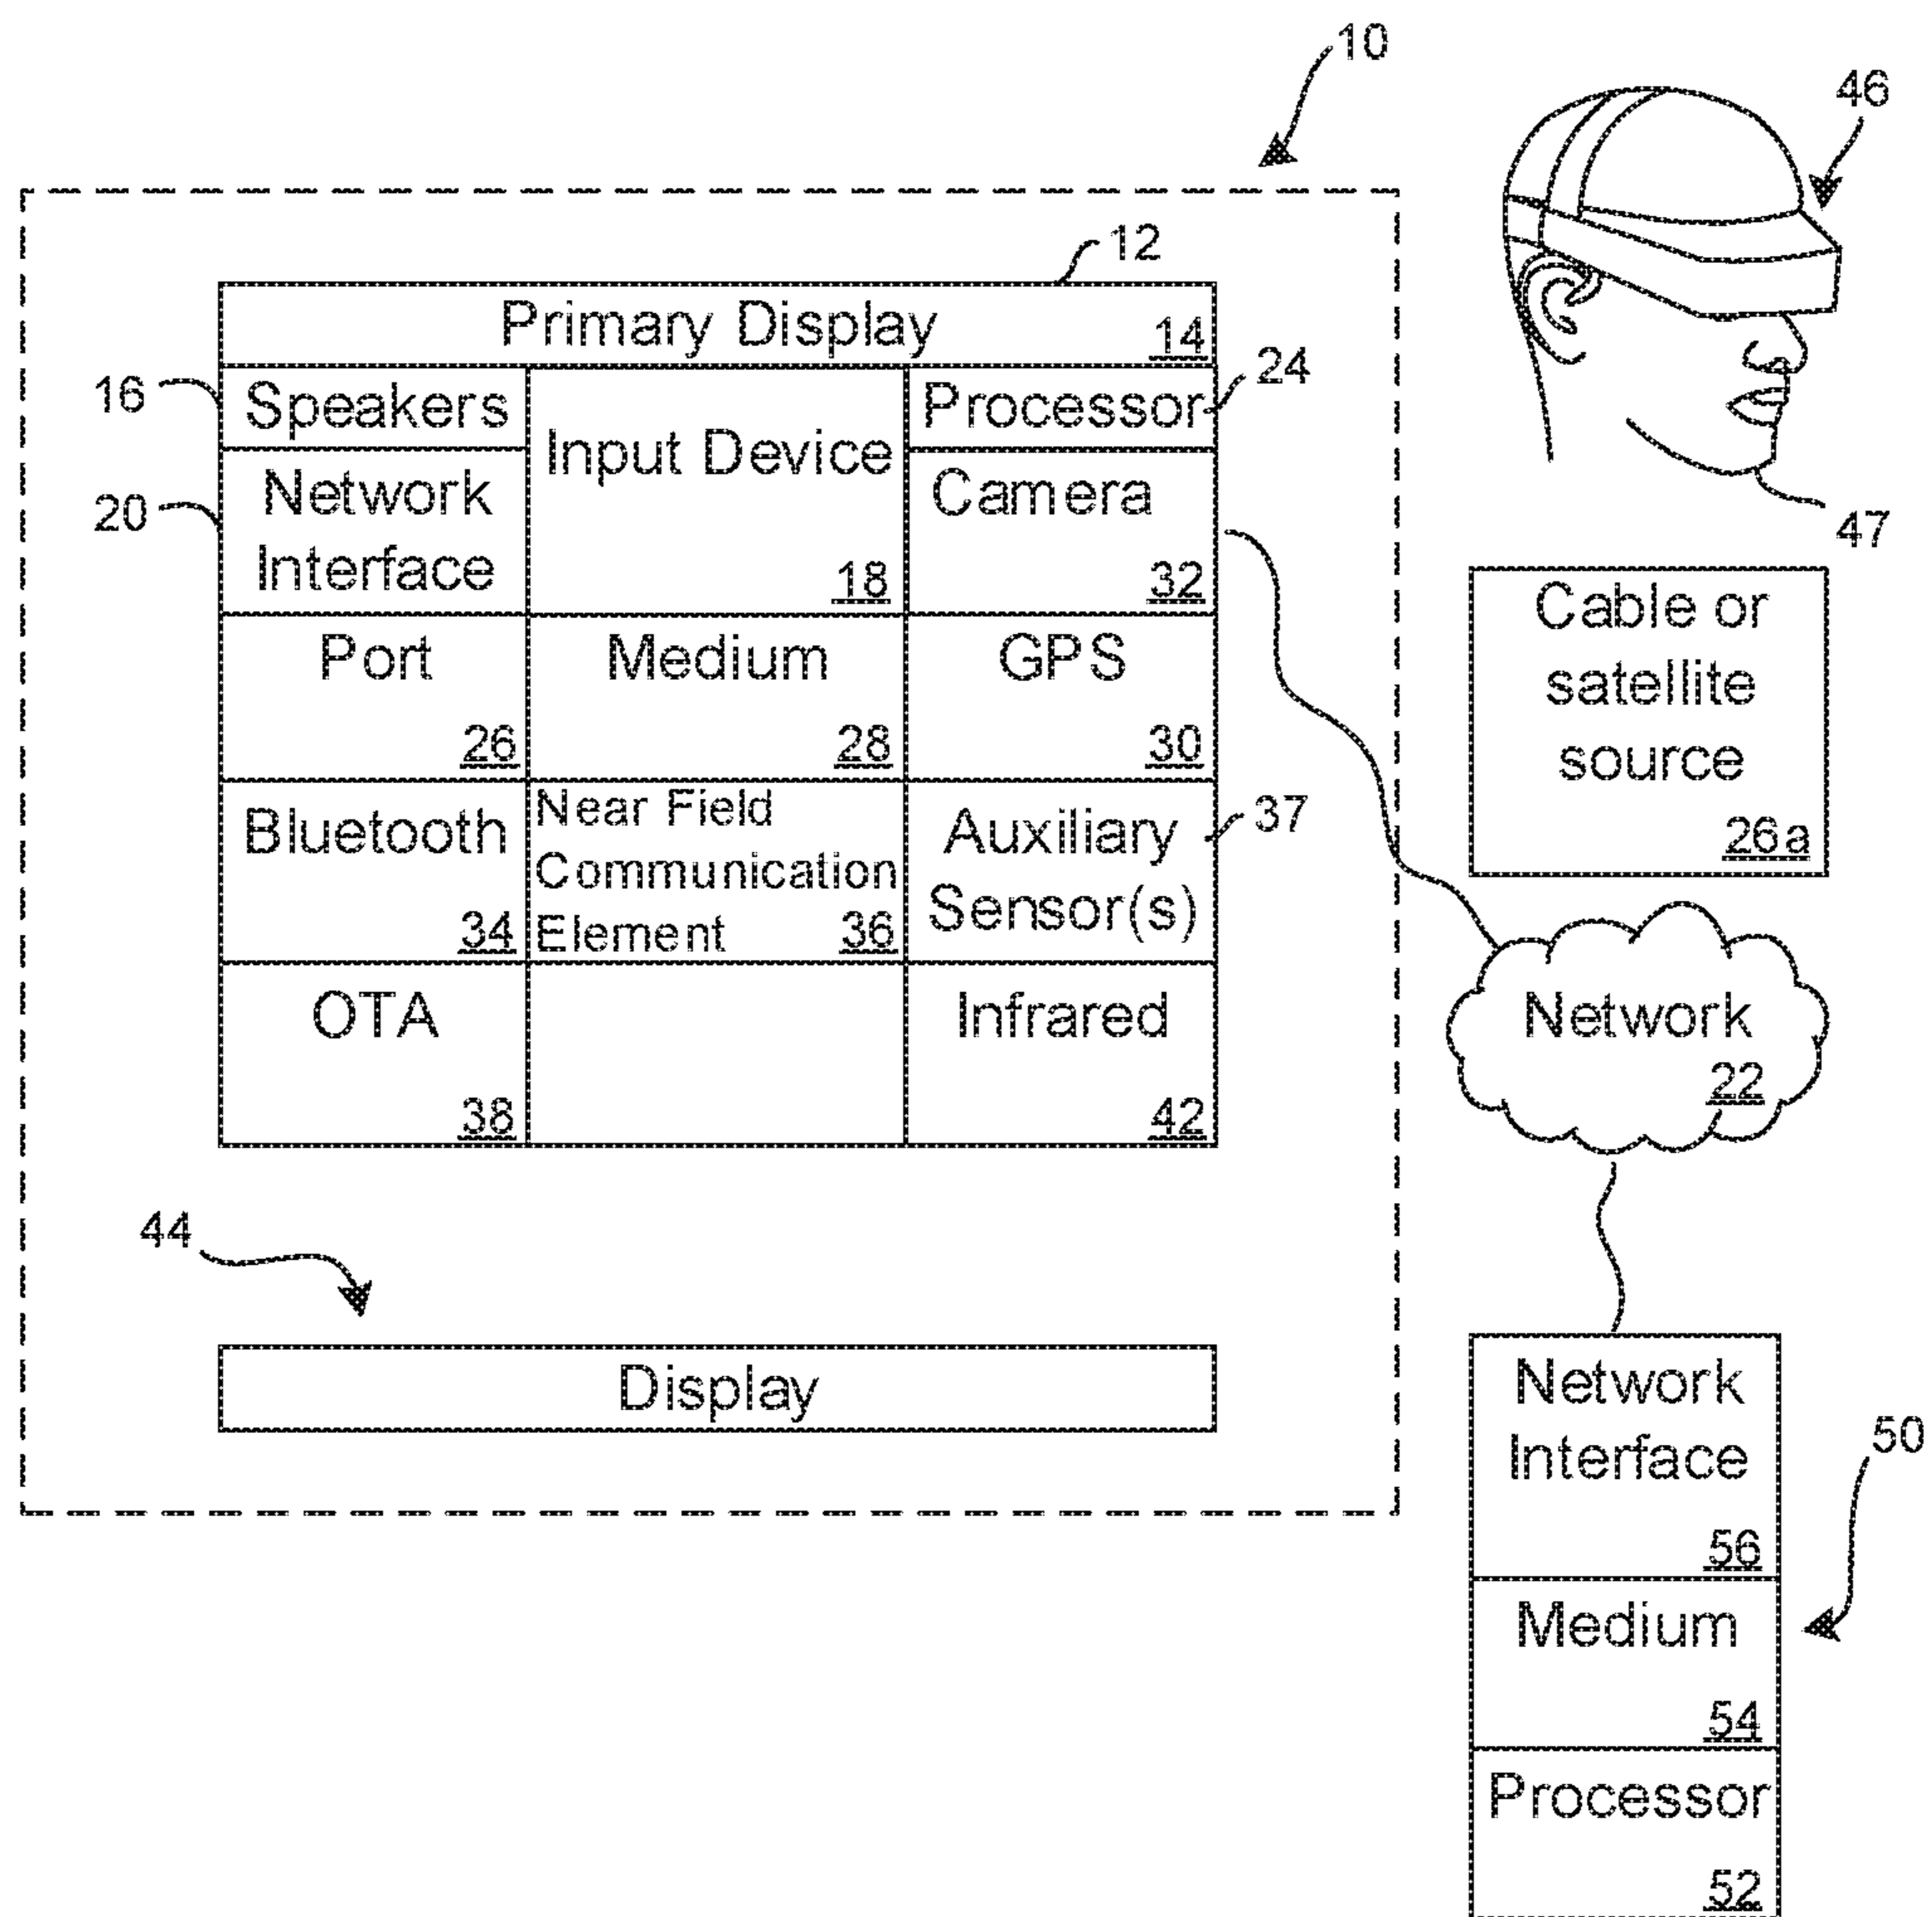 10
46
12
Primary Display
14
16
Speakers
Input Device
18
Processor
24
47
20
Network
Interface
Camera
32
Cable or
satellite
source
26a
Port
26
Medium
28
GPS
30
Bluetooth
34
Near Field
Communication
Element
36
Auxiliary
Sensor(s)
37
Network
22
OTA
38
Infrared
42
44
Display
Network
Interface
56
50
Medium
54
Processor
52